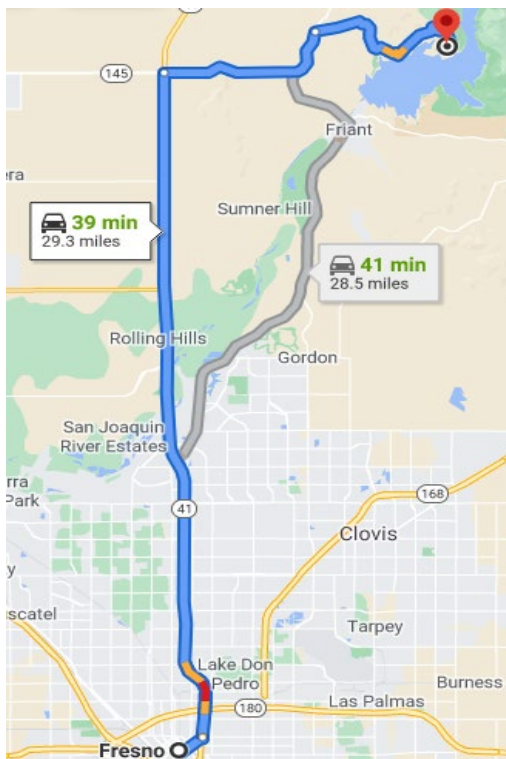 145
Friant
era
Sumner Hill
39 min
29.3 miles
41 min
28.5 miles
Rolling Hills
Gordon
San Joaquin
River Estates
rra
Park
168
41
Clovis
y
scatel
Tarpey
Lake Don
Pedro
Burness
180
Las Palmas
Fresno